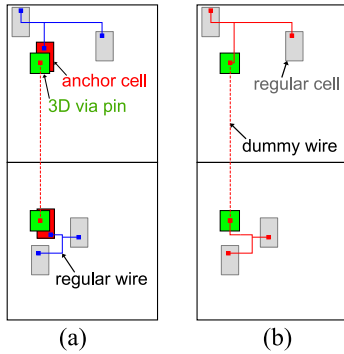 anchor cell
3D via pin
regular cell
dummy wire
regular wire
(a)
(b)